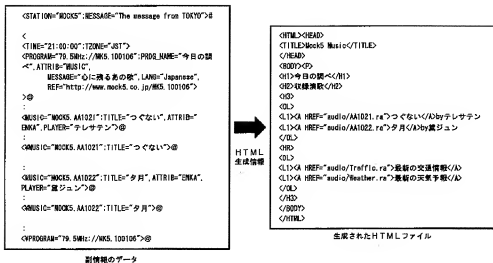 <STATION="MOCK5":MESSAGE="The message from TOKYO">@
<
<TINE="21:00:00":TZONE="JST">
<PROGRAM="79.5MHz://MK5.100106":PROG_NAME="今日の調
べ",ATTRIB="MUSIC",
MESSAGE="心に残るあの歌",LANG="Japanese",
REF="http://www.mock5.co.jp/MK5.100106">
>@
:
<MUSIC="MOCK5.AA1021":TITLE="つぐない",ATTRIB="
ENKA",PLAYER="テレサテン">@
:
<¥MUSIC="MOCK5.AA1021":TITLE="つぐない">@
:
<MUSIC="MOCK5.AA1022":TITLE="夕月",ATTRIB="ENKA",
PLAYER="黛ジュン">@
:
<¥MUSIC="MOCK5.AA1022":TITLE="夕月">@
:
<¥PROGRAM="79.5MHz://MK5.100106">@
副情報のデータ
HTML
生成情報
<HTML><HEAD>
<TITLE>Mock5 Music</TITLE>
</HEAD>
<BODY><P>
<H1>今日の調べ</H1>
<H2>収録演歌</H2>
<H3>
<OL>
<LI><A HREF="audio/AA1021.ra">つぐない</A>byテレサテン
<LI><A HREF="audio/AA1022.ra">夕月</A>by黛ジュン
</OL>
<HR>
<OL>
<LI><A HREF="audio/Traffic.ra">最新の交通情報</A>
<LI><A HREF="audio/Weather.ra">最新の天気予報</A>
</OL>
</H3>
</BODY>
</HTML>
生成されたHTMLファイル